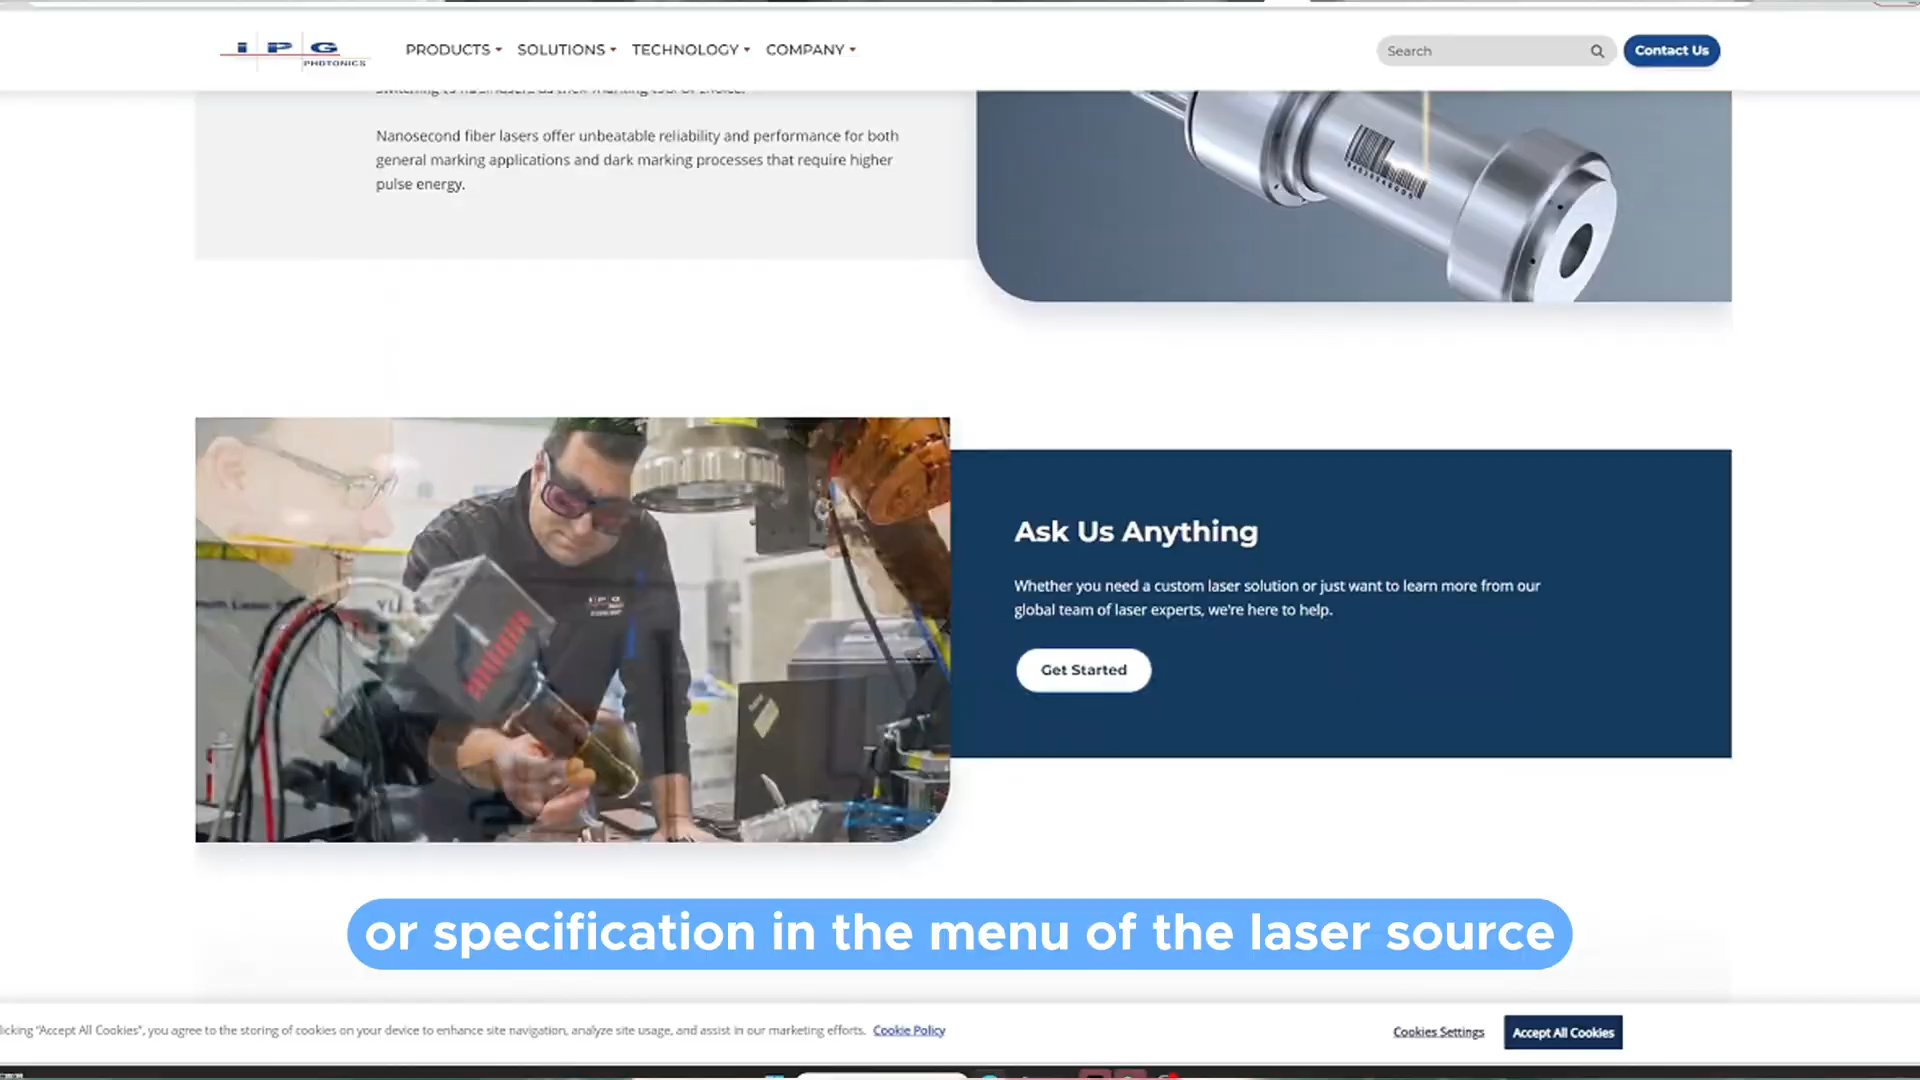 IPG
PHOTONICS
PRODUCTS
SOLUTIONS
TECHNOLOGY
COMPANY
Search
Contact Us
Nanosecond fiber lasers offer unbeatable reliability and performance for both
general marking applications and dark marking processes that require higher
pulse energy.
IPG
Ask Us Anything
Whether you need a custom laser solution or just want to learn more from our
global team of laser experts, we're here to help.
Get Started
or specification in the menu of the laser source
licking “Accept All Cookies”, you agree to the storing of cookies on your device to enhance site navigation, analyze site usage, and assist in our marketing efforts. Cookie Policy
Cookies Settings
Accept All Cookies